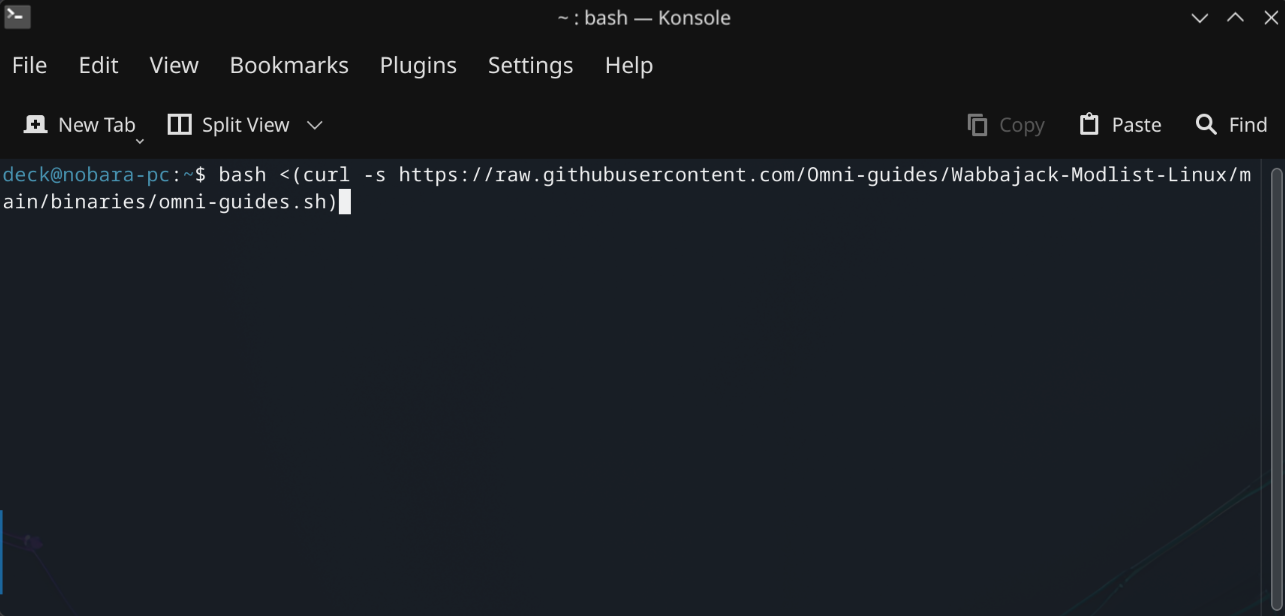 ~ : bash — Konsole
File Edit View Bookmarks Plugins Settings Help
New Tab Split View Copy Paste Find
deck@nobara-pc:~$ bash <(curl -s https://raw.githubusercontent.com/Omni-guides/Wabbajack-Modlist-Linux/m
ain/binaries/omni-guides.sh)